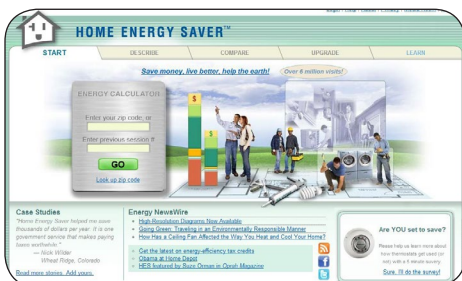 HOME ENERGY SAVER™
START
DESCRIBE
COMPARE
UPGRADE
LEARN
Save money, live better, help the earth!
Over 6 million visits!
ENERGY CALCULATOR
Enter your zip code, or
Enter previous session #
GO
Look up zip code
$
$
Case Studies
"Home Energy Saver helped me save
thousands of dollars per year. It is one
government service that makes paying
taxes worthwhile."
— Nick Wilder
Wheat Ridge, Colorado
Read more stories. Add yours.
Energy NewsWire
High-Resolution Diagrams Now Available
Going Green: Traveling in an Environmentally Responsible Manner
How Has a Ceiling Fan Affected the Way You Heat and Cool Your Home?
Get the latest on energy-efficiency tax credits
Obama at Home Depot
HES featured by Suze Orman in Oprah Magazine
Are YOU set to save?
Please help us learn more about
how thermostats get used (or
not) with a 5 minute survey.
Sure, I'll do the survey!